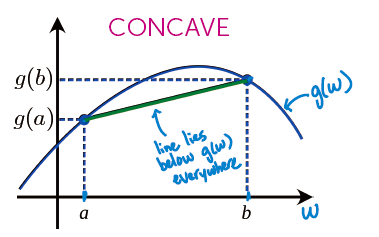 CONCAVE
g(b)
g(w)
g(a)
line lies
below g(w)
everywhere
a
b
w